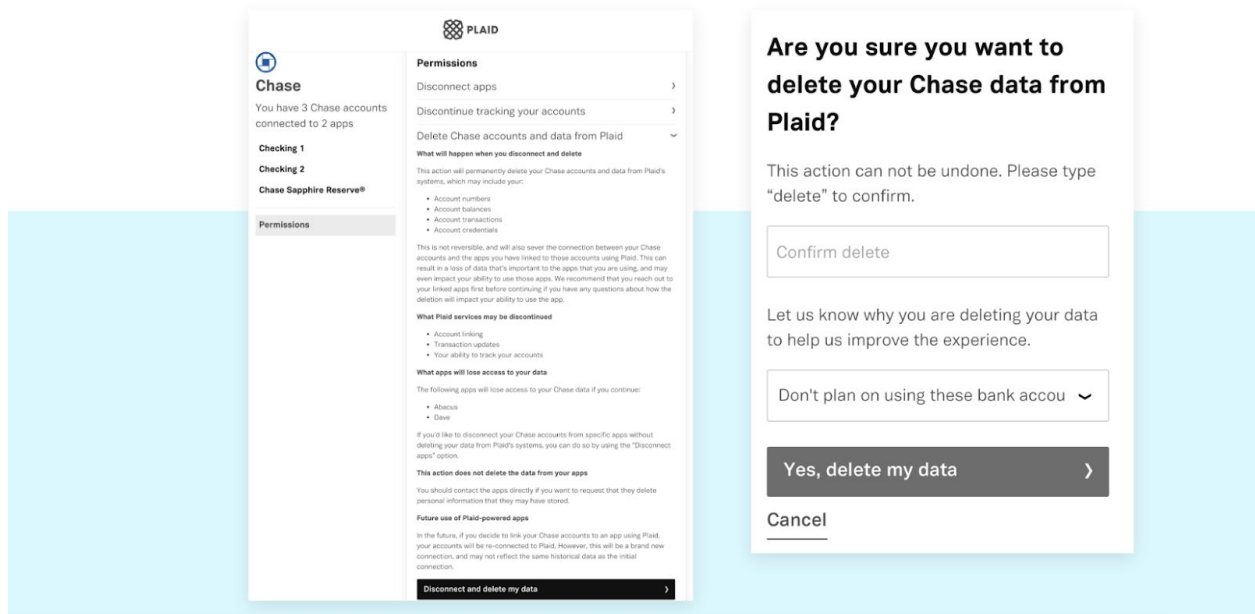 PLAID
Chase
You have 3 Chase accounts
connected to 2 apps
Checking 1
Checking 2
Chase Sapphire Reserve®
Permissions
Permissions
Disconnect apps
Discontinue tracking your accounts
Delete Chase accounts and data from Plaid
What will happen when you disconnect and delete
This action will permanently delete your Chase accounts and data from Plaid's
systems, which may include your:
• Account numbers
• Account balances
• Account transactions
• Account credentials
This is not reversible, and will also sever the connection between your Chase
accounts and the apps you have linked to those accounts using Plaid. This can
result in a loss of data that's important to the apps that you are using, and may
even impact your ability to use those apps. We recommend that you reach out to
your linked apps first before continuing if you have any questions about how the
deletion will impact your ability to use the app.
What Plaid services may be discontinued
• Account linking
• Transaction updates
• Your ability to track your accounts
What apps will lose access to your data
The following apps will lose access to your Chase data if you continue:
• Abacus
• Dave
If you'd like to disconnect your Chase accounts from specific apps without
deleting your data from Plaid's systems, you can do so by using the "Disconnect
apps" option.
This action does not delete the data from your apps
You should contact the apps directly if you want to request that they delete
personal information that they may have stored.
Future use of Plaid-powered apps
In the future, if you decide to link your Chase accounts to an app using Plaid,
your accounts will be re-connected to Plaid. However, this will be a brand new
connection, and may not reflect the same historical data as the initial
connection.
Disconnect and delete my data
Are you sure you want to
delete your Chase data from
Plaid?
This action can not be undone. Please type
“delete” to confirm.
Confirm delete
Let us know why you are deleting your data
to help us improve the experience.
Don't plan on using these bank accou
Yes, delete my data
Cancel